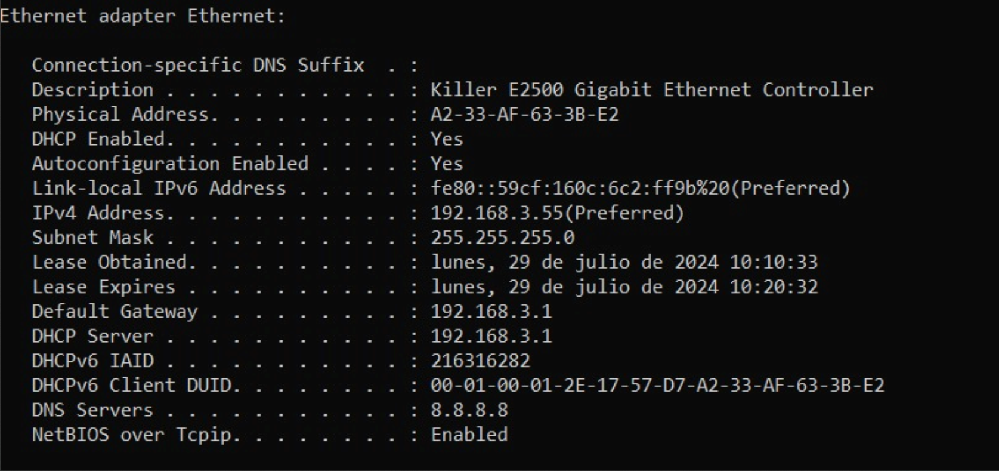 Ethernet adapter Ethernet:
Connection-specific DNS Suffix  . :
Description . . . . . . . . . . . : Killer E2500 Gigabit Ethernet Controller
Physical Address. . . . . . . . . : A2-33-AF-63-3B-E2
DHCP Enabled. . . . . . . . . . . : Yes
Autoconfiguration Enabled . . . . : Yes
Link-local IPv6 Address . . . . . : fe80::59cf:160c:6c2:ff9b%20(Preferred)
IPv4 Address. . . . . . . . . . . : 192.168.3.55(Preferred)
Subnet Mask . . . . . . . . . . . : 255.255.255.0
Lease Obtained. . . . . . . . . . : lunes, 29 de julio de 2024 10:10:33
Lease Expires . . . . . . . . . . : lunes, 29 de julio de 2024 10:20:32
Default Gateway . . . . . . . . . : 192.168.3.1
DHCP Server . . . . . . . . . . . : 192.168.3.1
DHCPv6 IAID . . . . . . . . . . . : 216316282
DHCPv6 Client DUID. . . . . . . . : 00-01-00-01-2E-17-57-D7-A2-33-AF-63-3B-E2
DNS Servers . . . . . . . . . . . : 8.8.8.8
NetBIOS over Tcpip. . . . . . . . : Enabled